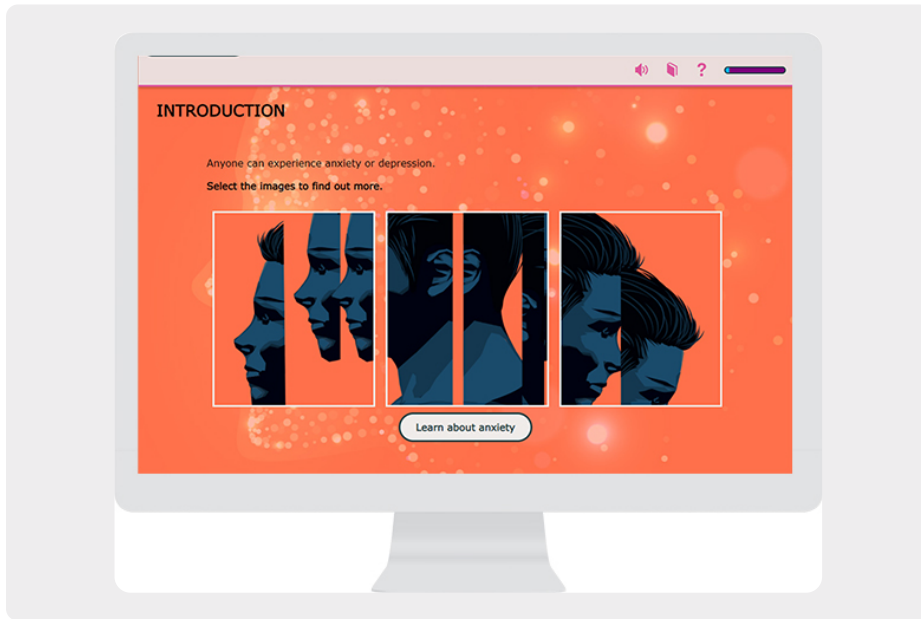 INTRODUCTION
Anyone can experience anxiety or depression.
Select the images to find out more.
Learn about anxiety